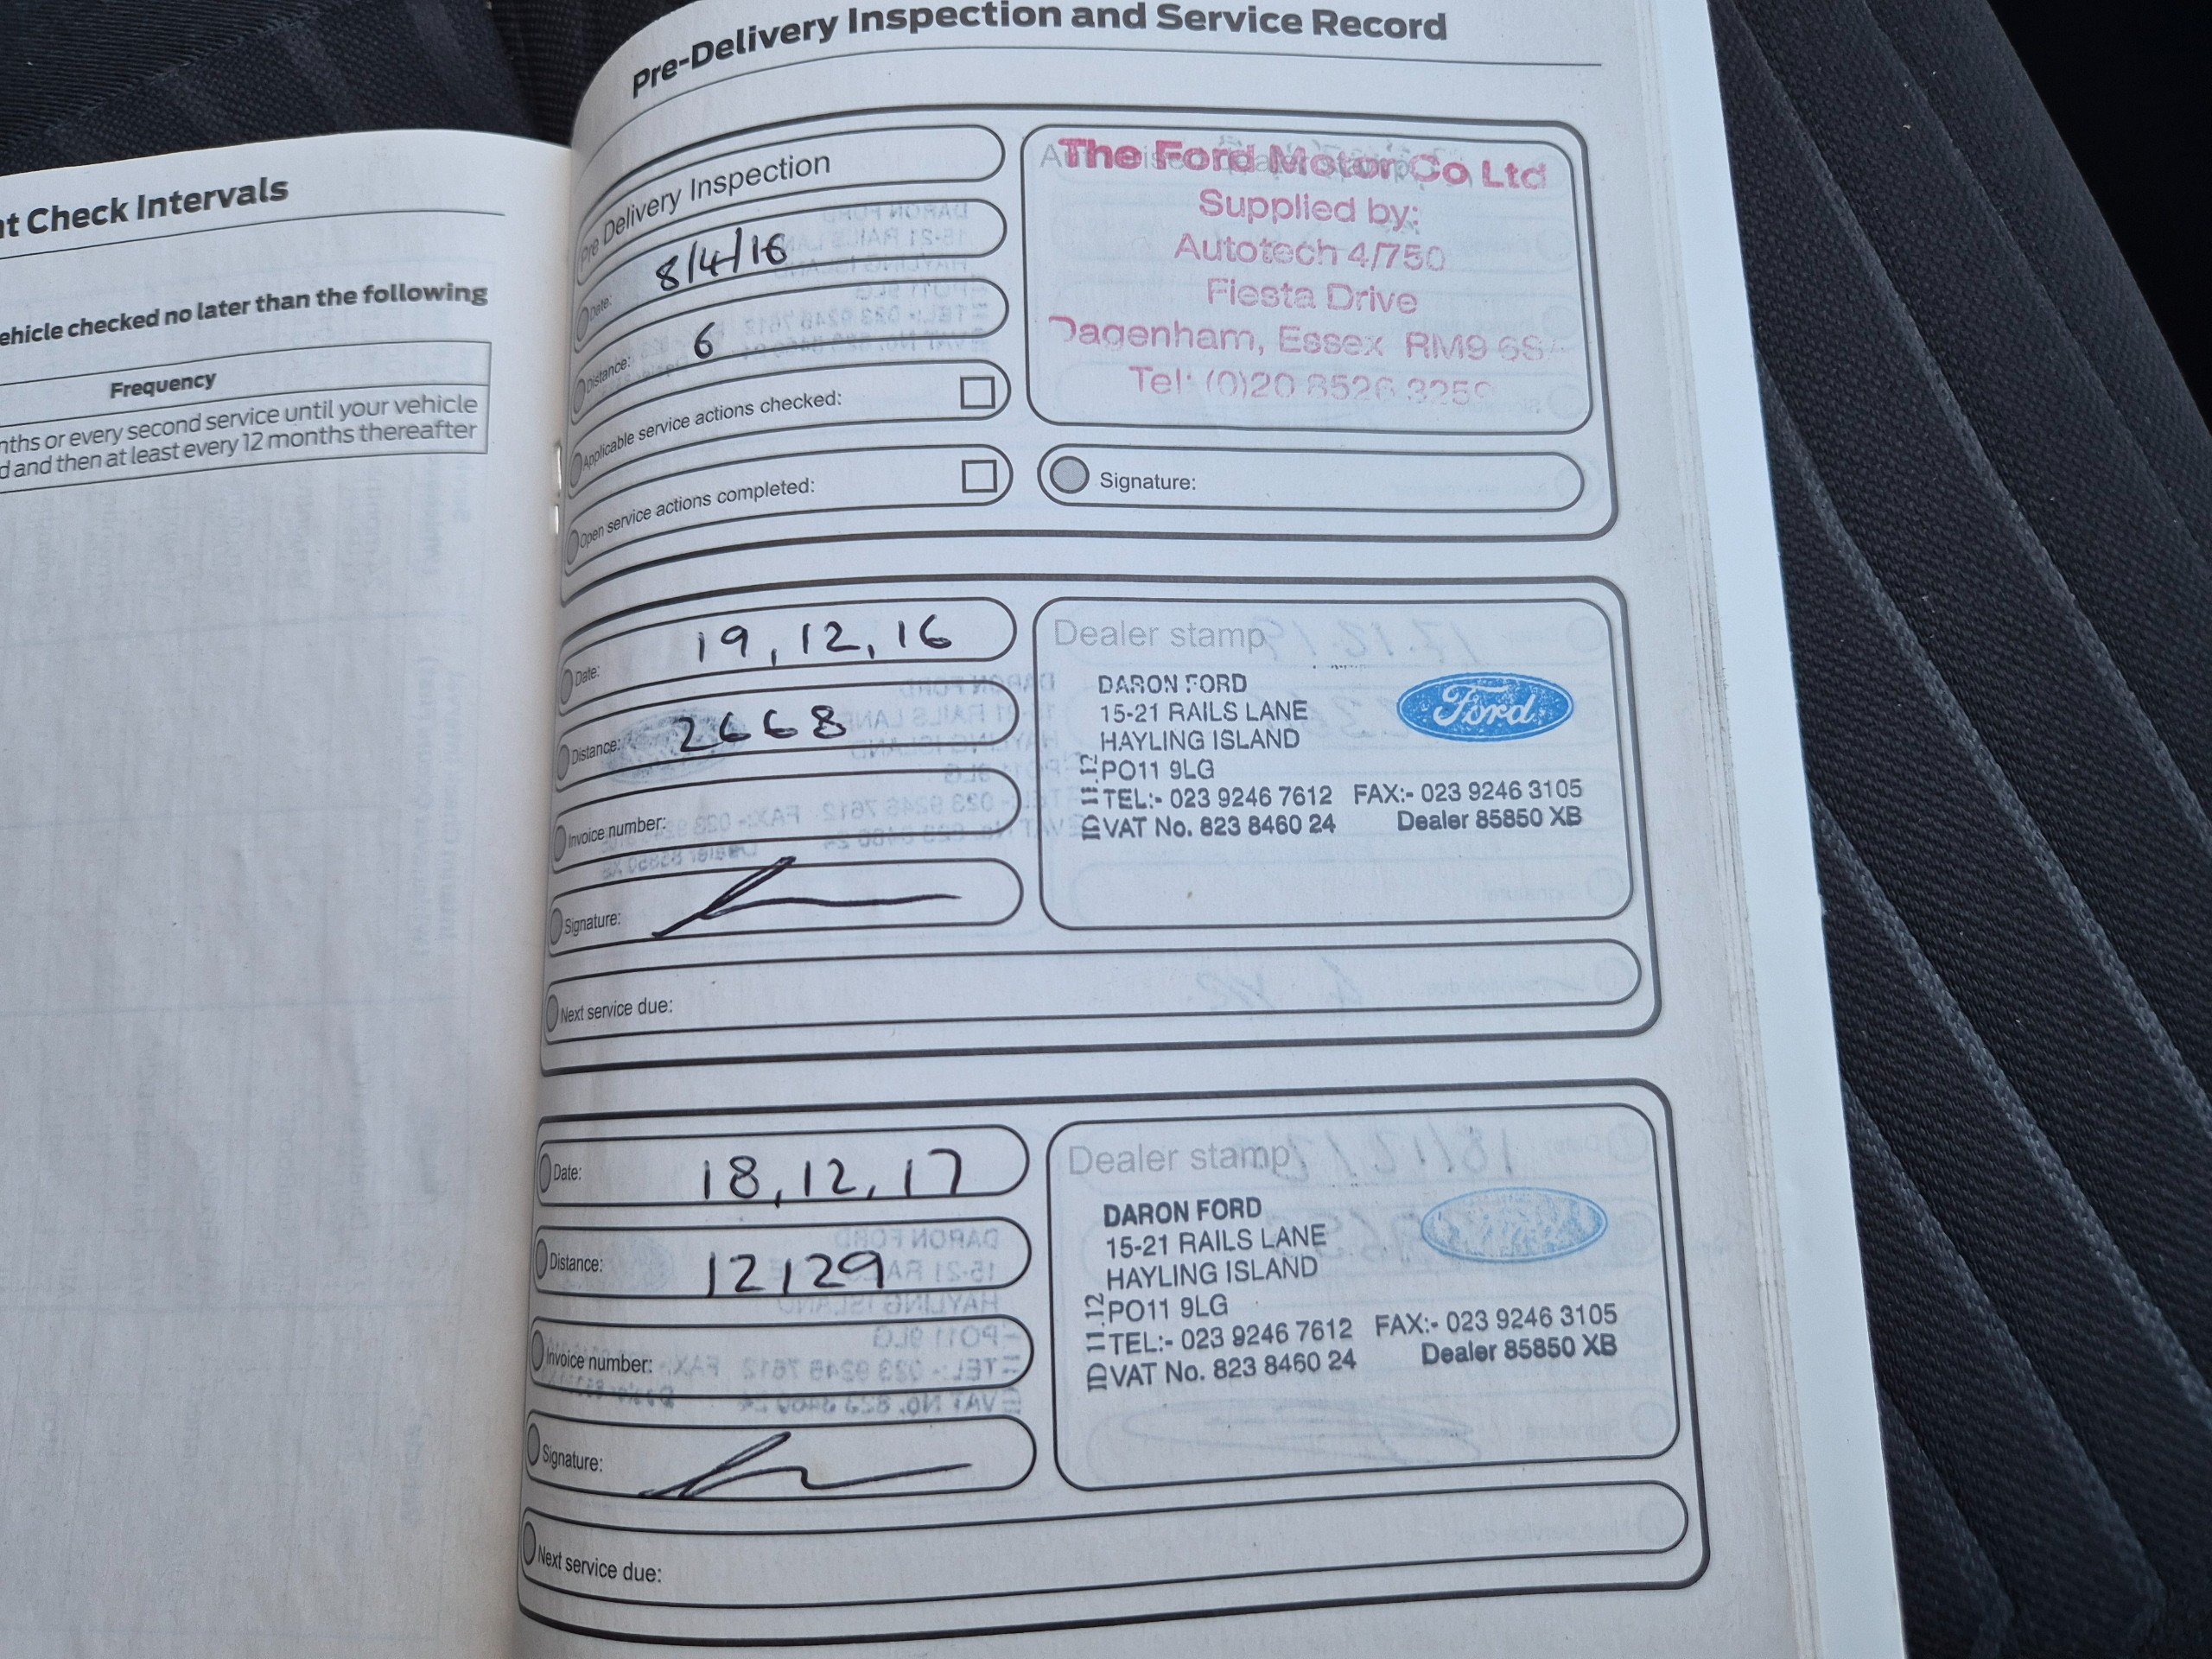 nt Check Intervals
ehicle checked no later than the following
Frequency
nths or every second service until your vehicle
d and then at least every 12 months thereafter
Pre-Delivery Inspection and Service Record
Pre Delivery Inspection
Date: 8/4/16
Distance: 6
Applicable service actions checked:
Open service actions completed:
The Ford Motor Co Ltd
Supplied by:
Autotech 4/750
Fiesta Drive
Dagenham, Essex RM9 6S
Tel: (0)20 8526 3259
Signature:
Date: 19, 12, 16
Distance: 2668
Invoice number:
Signature:
Next service due:
Dealer stamp
DARON FORD
15-21 RAILS LANE
HAYLING ISLAND
PO11 9LG
TEL:- 023 9246 7612 FAX:- 023 9246 3105
VAT No. 823 8460 24 Dealer 85850 XB
Ford
Date: 18, 12, 17
Distance: 12129
Invoice number:
Signature:
Next service due:
Dealer stamp
DARON FORD
15-21 RAILS LANE
HAYLING ISLAND
PO11 9LG
TEL:- 023 9246 7612 FAX:- 023 9246 3105
VAT No. 823 8460 24 Dealer 85850 XB
ID 11.12